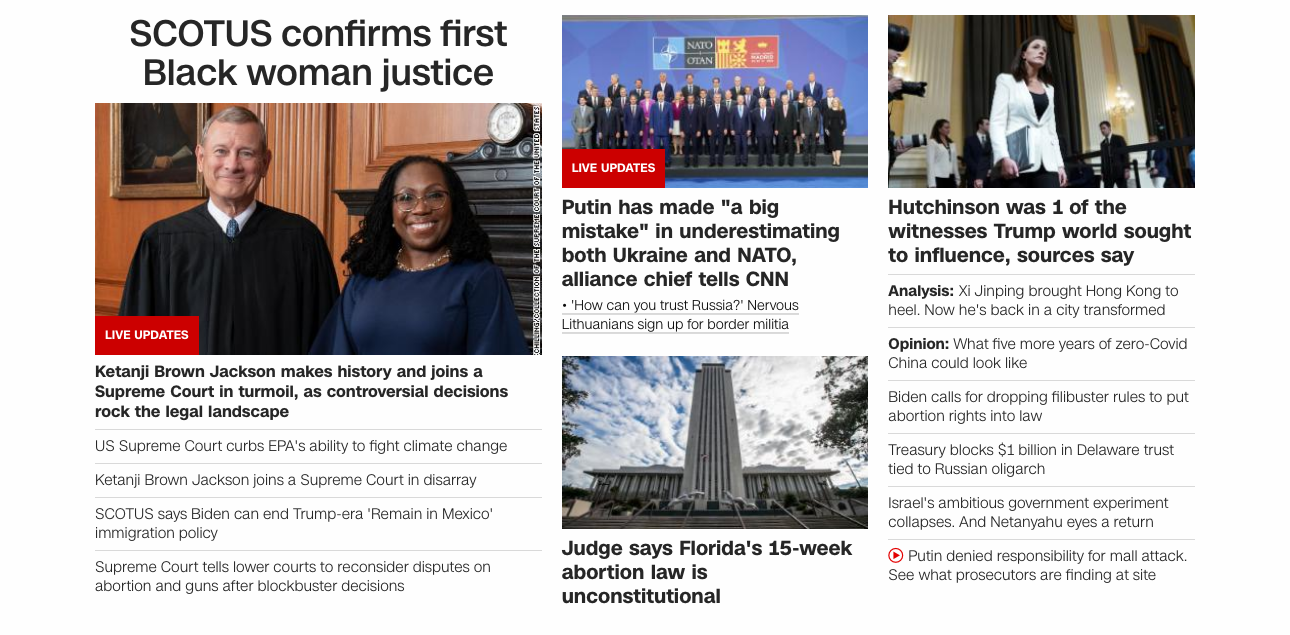 SCOTUS confirms first
Black woman justice
SCHILLING/COLLECTION OF THE SUPREME COURT OF THE UNITED STATES
LIVE UPDATES
Ketanji Brown Jackson makes history and joins a
Supreme Court in turmoil, as controversial decisions
rock the legal landscape
US Supreme Court curbs EPA's ability to fight climate change
Ketanji Brown Jackson joins a Supreme Court in disarray
SCOTUS says Biden can end Trump-era 'Remain in Mexico'
immigration policy
Supreme Court tells lower courts to reconsider disputes on
abortion and guns after blockbuster decisions
NATO
OTAN
MADRID
LIVE UPDATES
Putin has made "a big
mistake" in underestimating
both Ukraine and NATO,
alliance chief tells CNN
• 'How can you trust Russia?' Nervous
Lithuanians sign up for border militia
Judge says Florida's 15-week
abortion law is
unconstitutional
Hutchinson was 1 of the
witnesses Trump world sought
to influence, sources say
Analysis: Xi Jinping brought Hong Kong to
heel. Now he's back in a city transformed
Opinion: What five more years of zero-Covid
China could look like
Biden calls for dropping filibuster rules to put
abortion rights into law
Treasury blocks $1 billion in Delaware trust
tied to Russian oligarch
Israel's ambitious government experiment
collapses. And Netanyahu eyes a return
Putin denied responsibility for mall attack.
See what prosecutors are finding at site